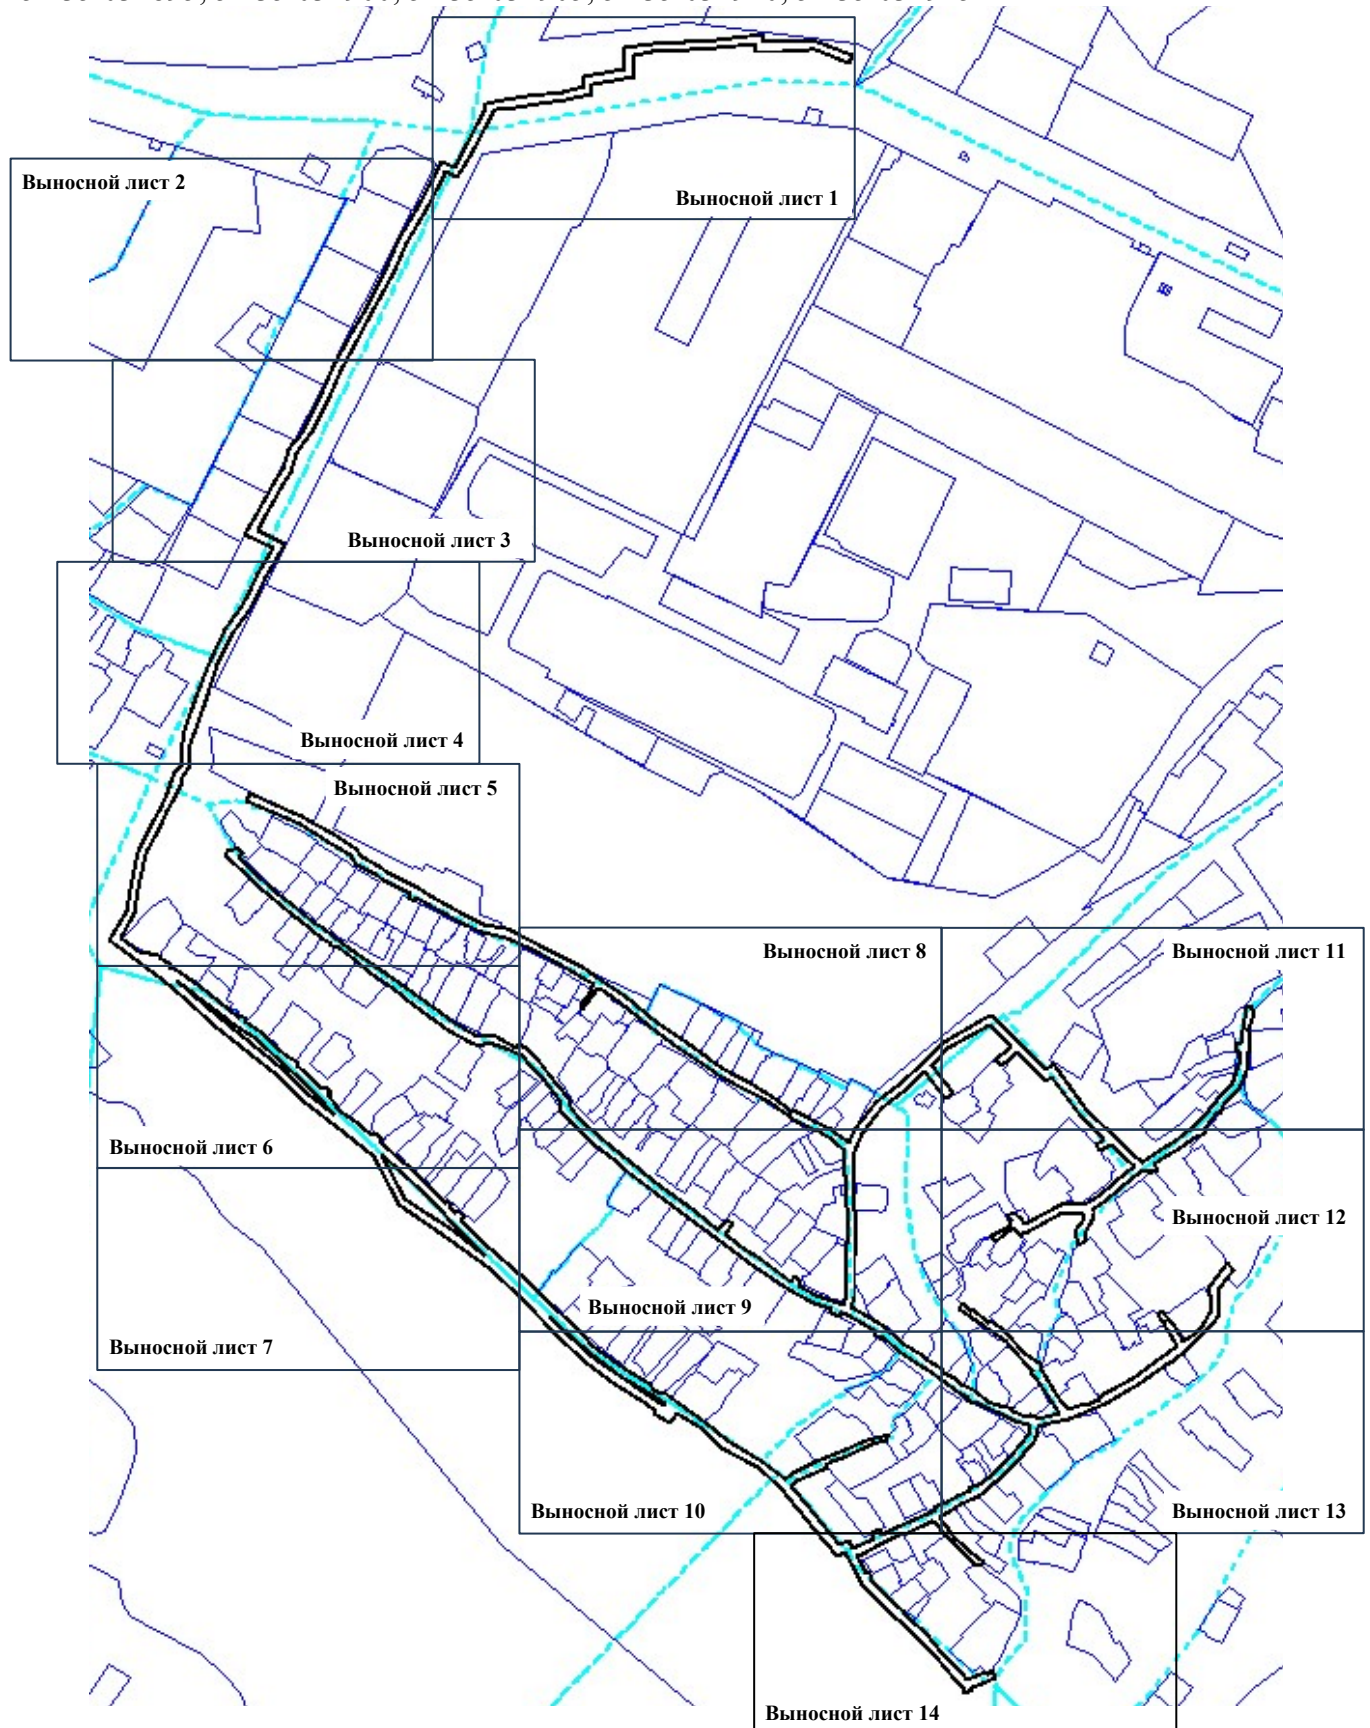 Выносной лист 2
Выносной лист 1
Выносной лист 3
Выносной лист 4
Выносной лист 5
Выносной лист 8
Выносной лист 11
Выносной лист 6
Выносной лист 12
Выносной лист 9
Выносной лист 7
Выносной лист 10
Выносной лист 13
Выносной лист 14